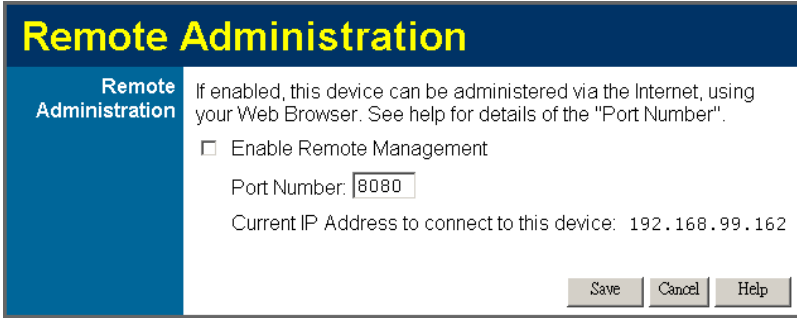 Remote Administration
Remote
Administration
If enabled, this device can be administered via the Internet, using
your Web Browser. See help for details of the "Port Number".
Enable Remote Management
Port Number: 8080
Current IP Address to connect to this device: 192.168.99.162
Save Cancel Help